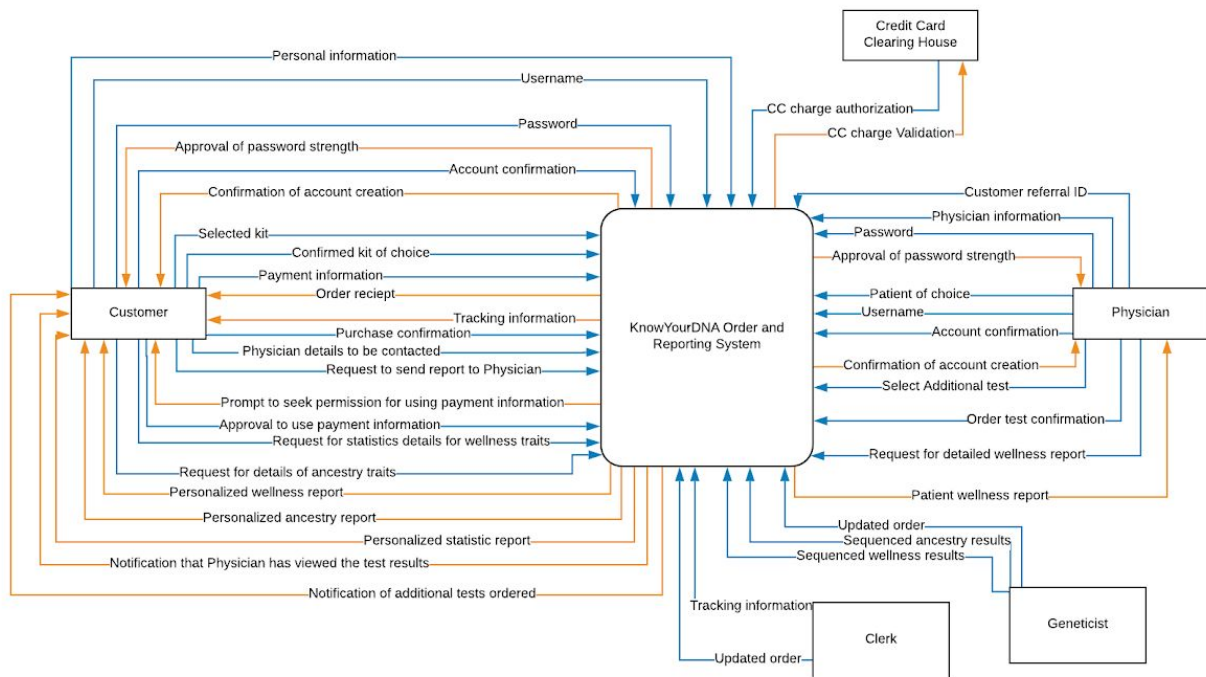 Credit Card
Clearing House
Personal information
Username
CC charge authorization
Password
CC charge Validation
Approval of password strength
Account confirmation
Confirmation of account creation
Customer referral ID
Physician information
Selected kit
Password
Confirmed kit of choice
Approval of password strength
Payment information
Order reciept
Patient of choice
Customer
Tracking information
Username
Physician
KnowYourDNA Order and
Reporting System
Purchase confirmation
Account confirmation
Physician details to be contacted
Request to send report to Physician
Confirmation of account creation
Select Additional test
Prompt to seek permission for using payment information
Approval to use payment information
Order test confirmation
Request for statistics details for wellness traits
Request for detailed wellness report
Request for details of ancestry traits
Personalized wellness report
Patient wellness report
Personalized ancestry report
Updated order
Personalized statistic report
Sequenced ancestry results
Sequenced wellness results
Notification that Physician has viewed the test results
Notification of additional tests ordered
Tracking information
Geneticist
Clerk
Updated order